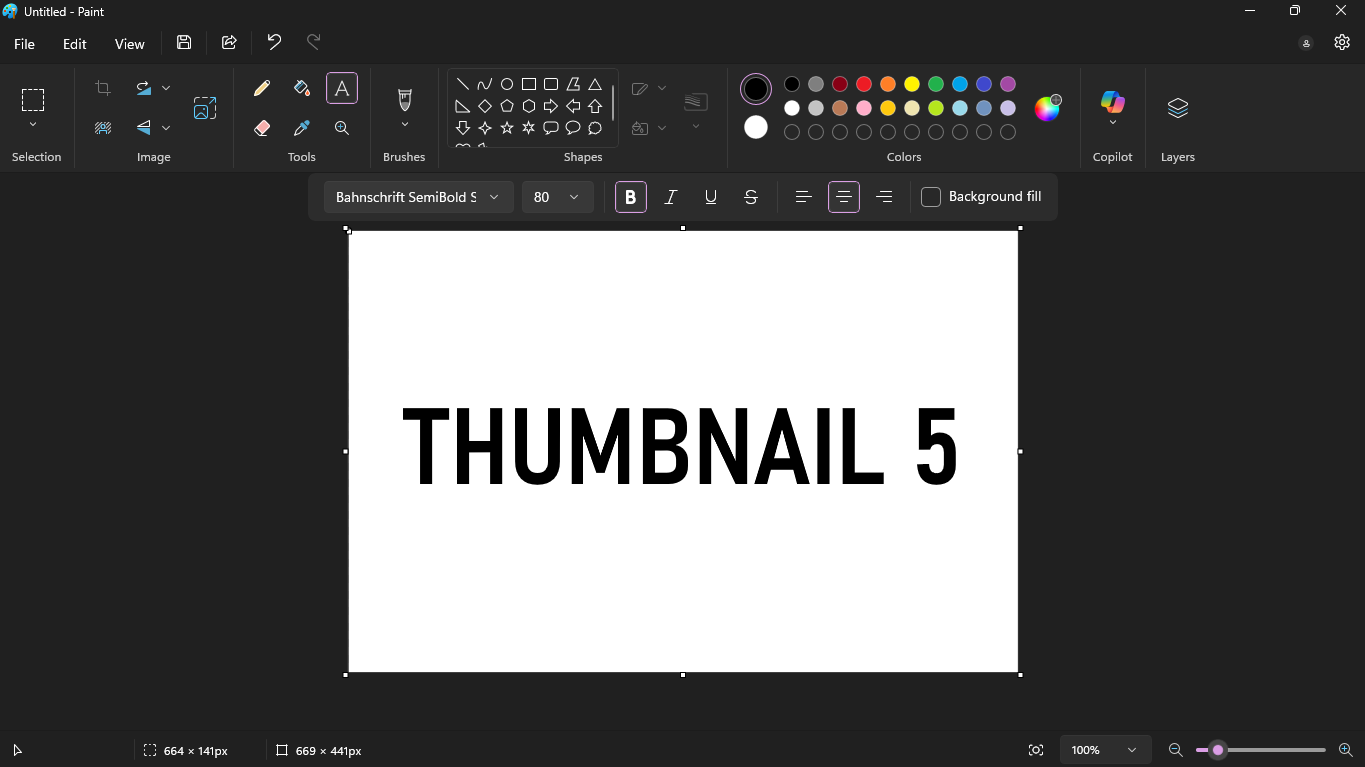 Untitled - Paint
File Edit View
Selection Image Tools Brushes Shapes Colors Copilot Layers
Bahnschrift SemiBold S 80 B I U S Background fill
THUMBNAIL 5
664 × 141px 669 × 441px 100%